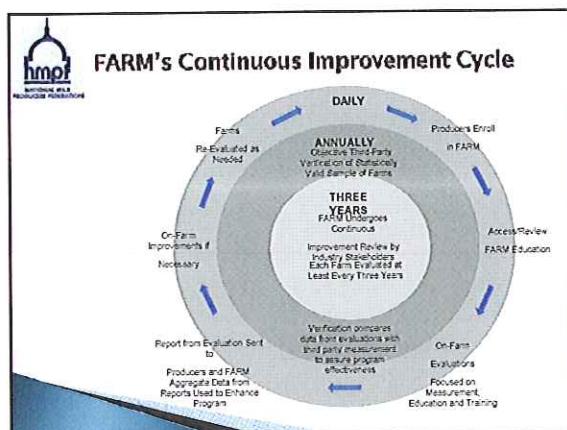 hmpf
NATIONAL MILK
PRODUCERS FEDERATION
FARM's Continuous Improvement Cycle
DAILY
Producers Enroll
in FARM
Access/Review
FARM Education
On-Farm
Evaluations
Focused on
Measurement,
Education and Training
Report from Evaluation Sent
to
Producers and FARM
Aggregate Data from
Reports Used to Enhance
Program
On-Farm
Improvements if
Necessary
Farms
Re-Evaluated as
Needed
ANNUALLY
Objective Third-Party
Verification of Statistically
Valid Sample of Farms
Verification compares
data from evaluations with
third party measurement
to assure program
effectiveness
THREE
YEARS
FARM Undergoes
Continuous
Improvement Review by
Industry Stakeholders
Each Farm Evaluated at
Least Every Three Years